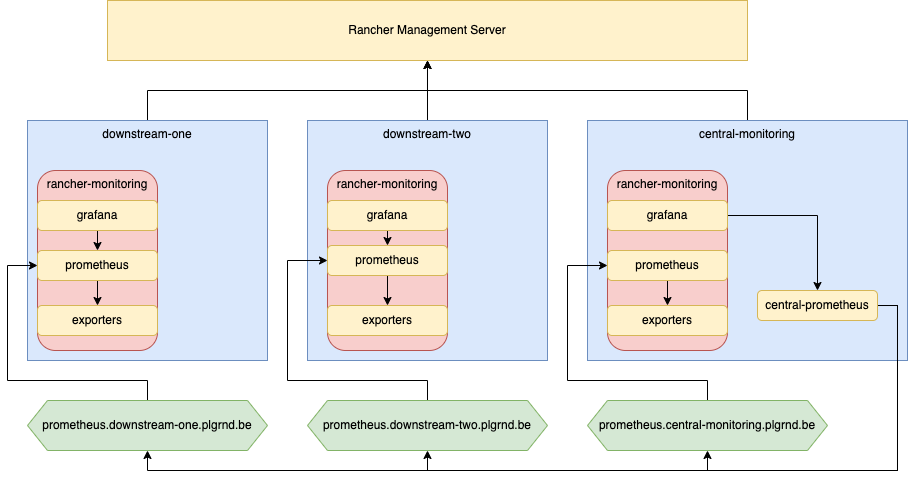 Rancher Management Server
downstream-one
downstream-two
central-monitoring
rancher-monitoring
rancher-monitoring
rancher-monitoring
grafana
grafana
grafana
prometheus
prometheus
prometheus
central-prometheus
exporters
exporters
exporters
prometheus.downstream-one.plgrnd.be
prometheus.downstream-two.plgrnd.be
prometheus.central-monitoring.plgrnd.be